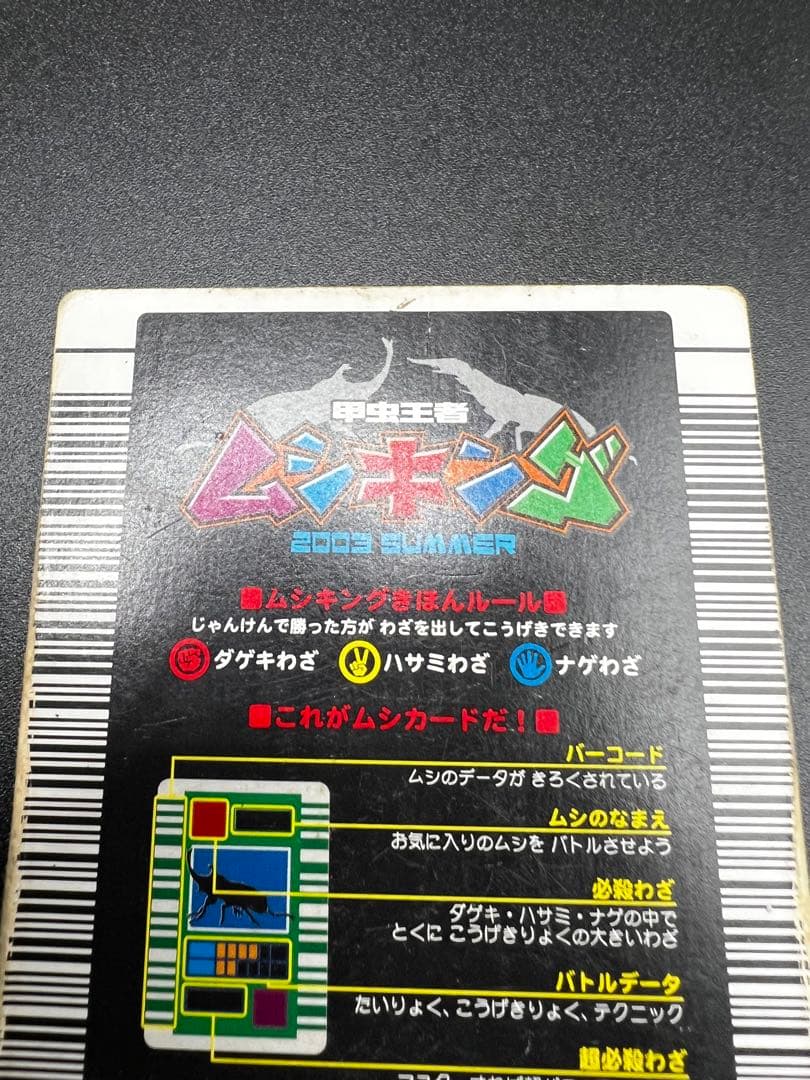 甲虫王者
ムシキング
2003 SUMMER
■ムシキングきほんルール■
じゃんけんで勝った方が わざを出してこうげきできます
ダゲキわざ ハサミわざ ナゲわざ
■これがムシカードだ！■
バーコード
ムシのデータが きろくされている
ムシのなまえ
お気に入りのムシを バトルさせよう
必殺わざ
ダゲキ・ハサミ・ナゲの中で
とくに こうげきりょくの大きいわざ
バトルデータ
たいりょく、こうげきりょく、テクニック
超必殺わざ